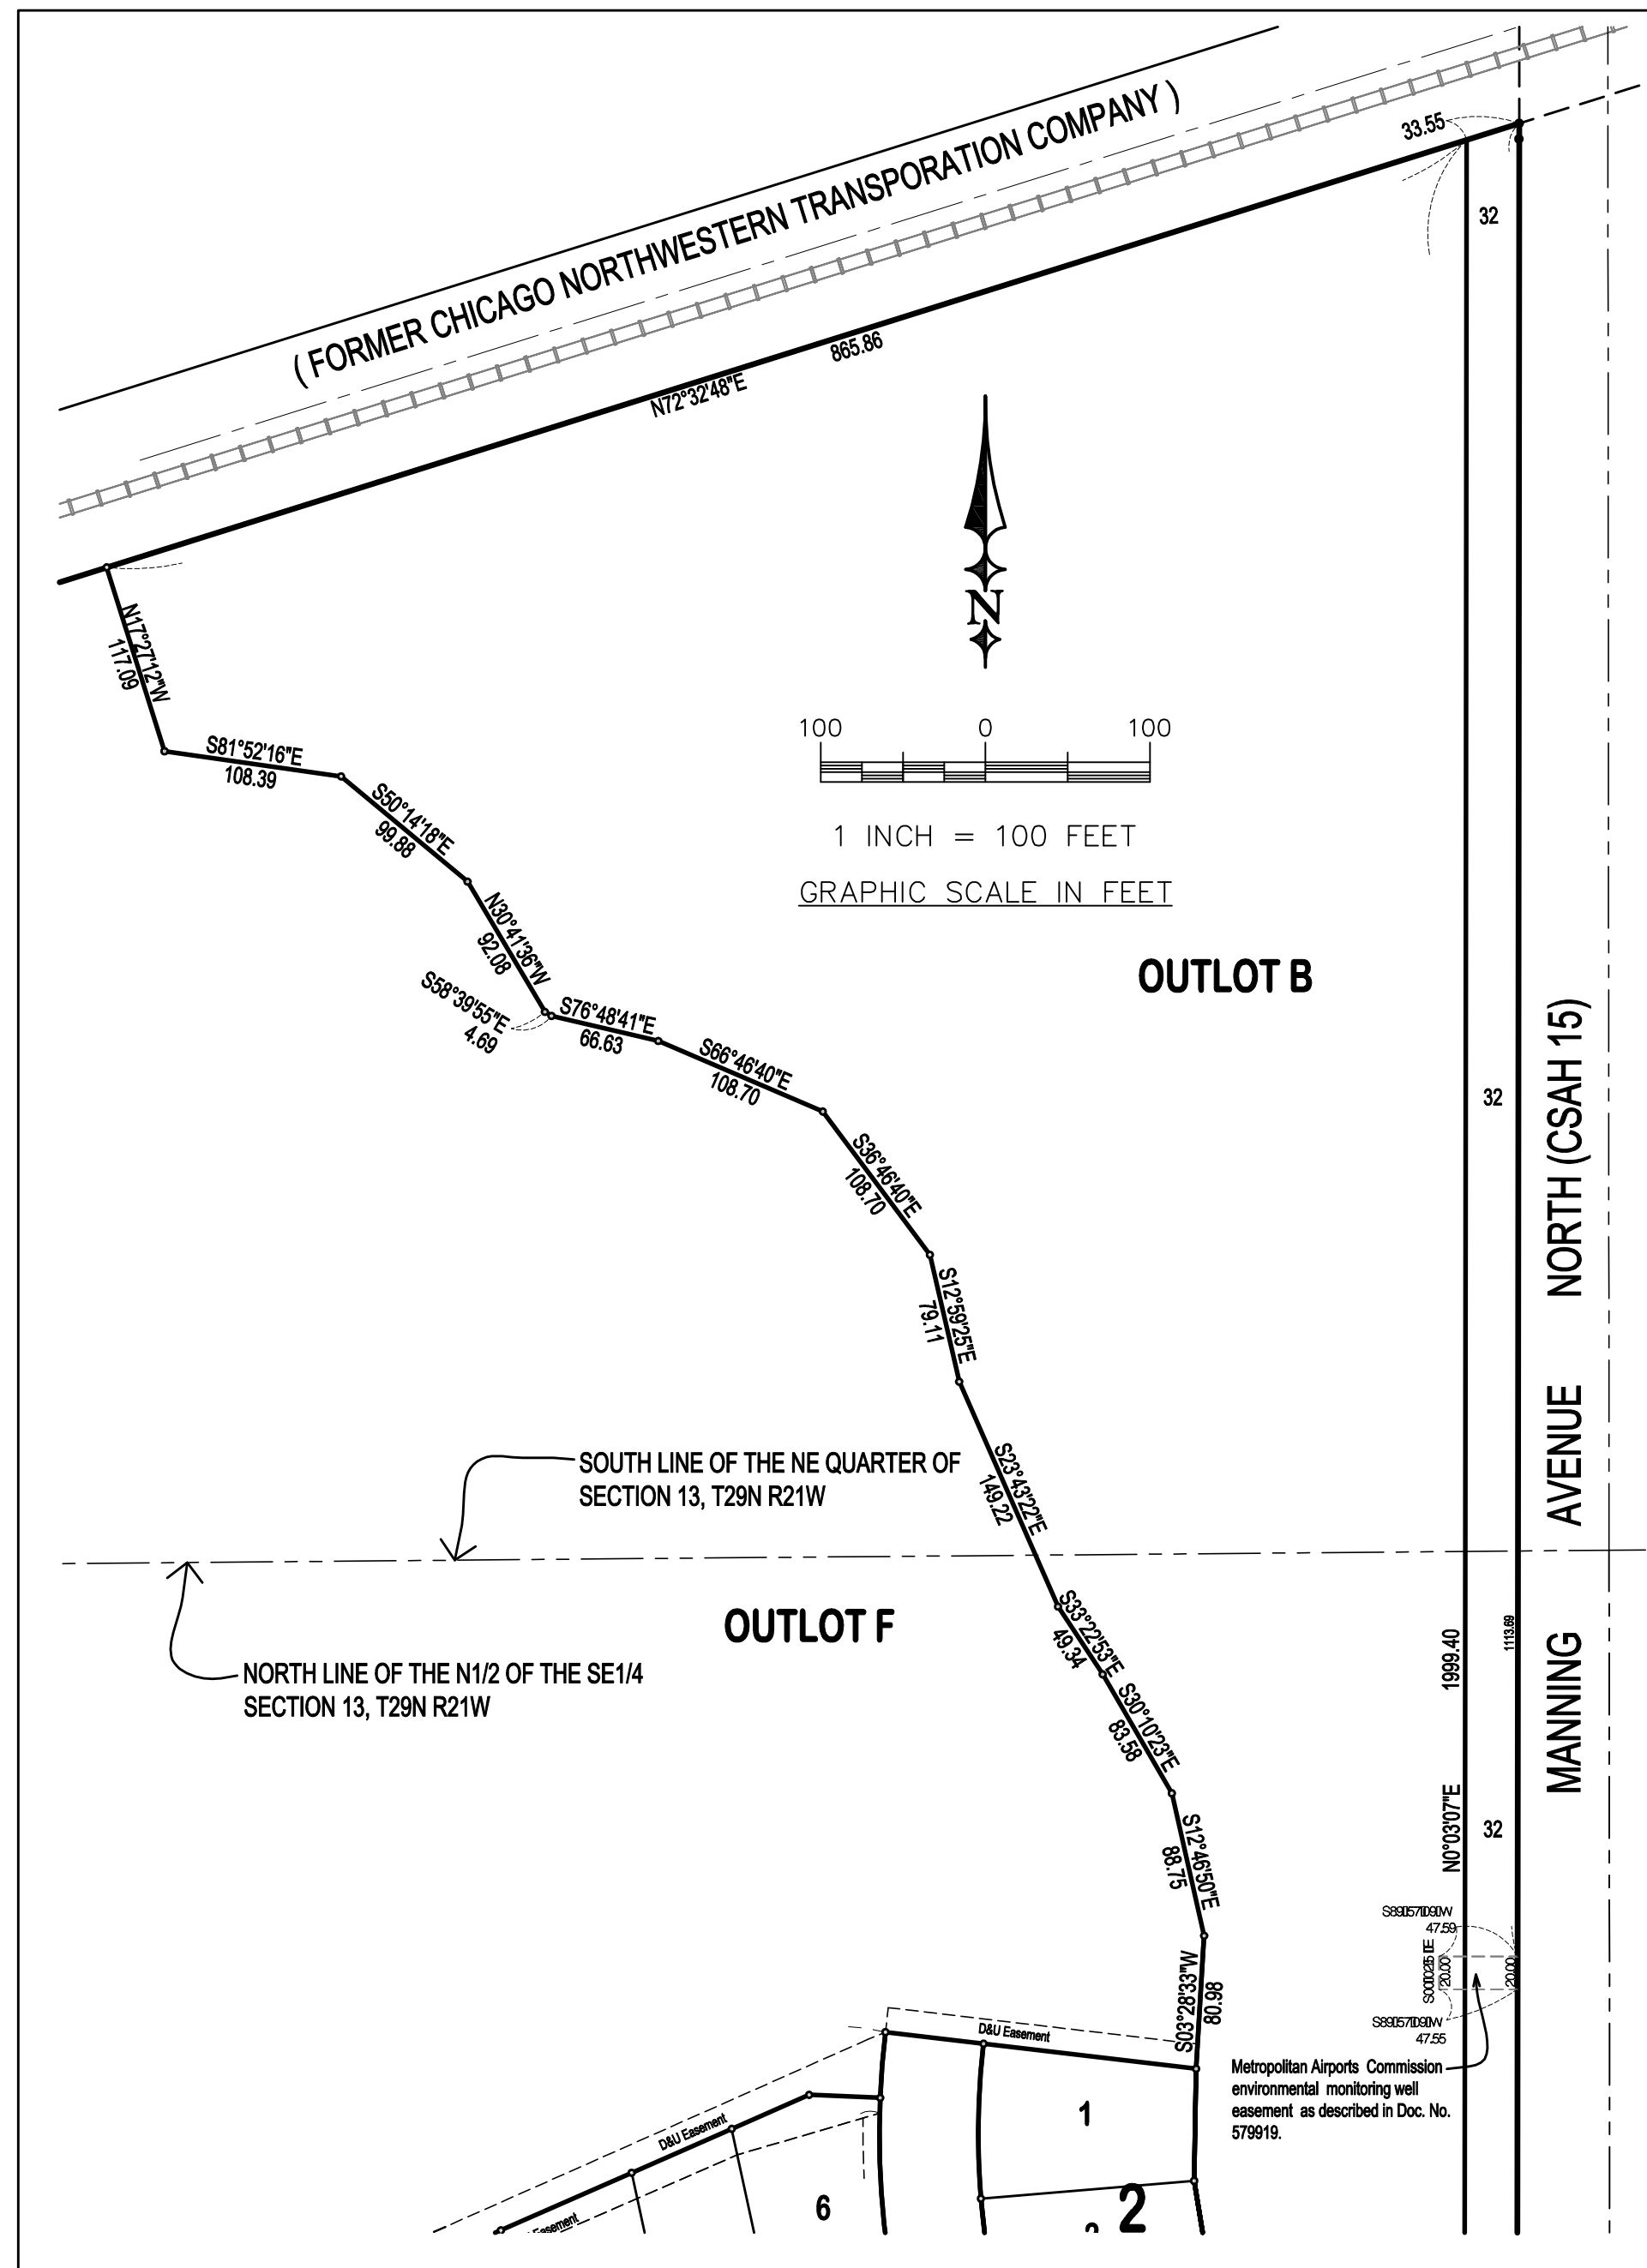 ( FORMER CHICAGO NORTHWESTERN TRANSPORATION COMPANY )
33.55
32
865.86
N72°32'48"E
N17°27'12"W
117.09
N
100 0 100
1 INCH = 100 FEET
GRAPHIC SCALE IN FEET
S81°52'16"E
108.39
S50°14'18"E
99.88
N30°41'36"W
92.08
OUTLOT B
S58°39'55"E
4.69
S76°48'41"E
66.63
S66°46'40"E
108.70
32
S36°46'40"E
108.70
S12°59'25"E
79.11
MANNING AVENUE NORTH (CSAH 15)
SOUTH LINE OF THE NE QUARTER OF
SECTION 13, T29N R21W
S23°43'22"E
149.22
OUTLOT F
NORTH LINE OF THE N1/2 OF THE SE1/4
SECTION 13, T29N R21W
S33°22'53"E
49.34
1999.40
1113.69
S30°10'23"E
83.58
N0°03'07"E
32
S12°46'50"E
88.75
47.59
20.00
20.00
47.55
S03°28'33"W
80.98
D&U Easement
Metropolitan Airports Commission
environmental monitoring well
easement as described in Doc. No.
579919.
1
D&U Easement
6
2
Easement